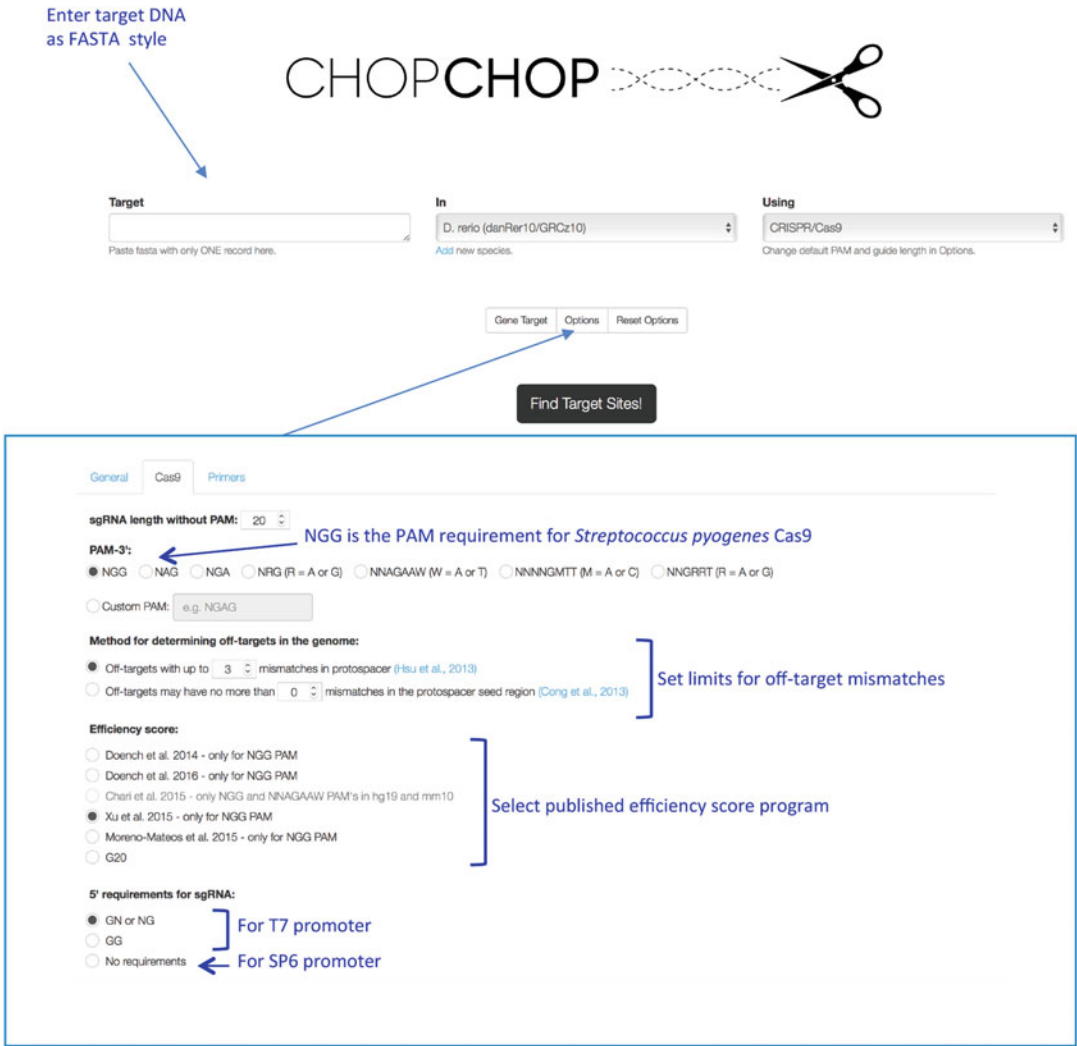 Enter target DNA
as FASTA style
CHOPCHOP
Target
In
Using
D. rerio (danRer10/GRCz10)
CRISPR/Cas9
Paste fasta with only ONE record here.
Add new species.
Change default PAM and guide length in Options.
Gene Target
Options
Reset Options
Find Target Sites!
General
Cas9
Primers
sgRNA length without PAM: 20
NGG is the PAM requirement for Streptococcus pyogenes Cas9
PAM-3':
NGG NAG NGA NRG (R = A or G) NNAGAAW (W = A or T) NNNNGMTT (M = A or C) NNGRRT (R = A or G)
Custom PAM: e.g. NGAG
Method for determining off-targets in the genome:
Off-targets with up to 3 mismatches in protospacer (Hsu et al., 2013)
Off-targets may have no more than 0 mismatches in the protospacer seed region (Cong et al., 2013)
Set limits for off-target mismatches
Efficiency score:
Doench et al. 2014 - only for NGG PAM
Doench et al. 2016 - only for NGG PAM
Chari et al. 2015 - only NGG and NNAGAAW PAM's in hg19 and mm10
Xu et al. 2015 - only for NGG PAM
Moreno-Mateos et al. 2015 - only for NGG PAM
G20
Select published efficiency score program
5' requirements for sgRNA:
GN or NG
GG
For T7 promoter
No requirements
For SP6 promoter